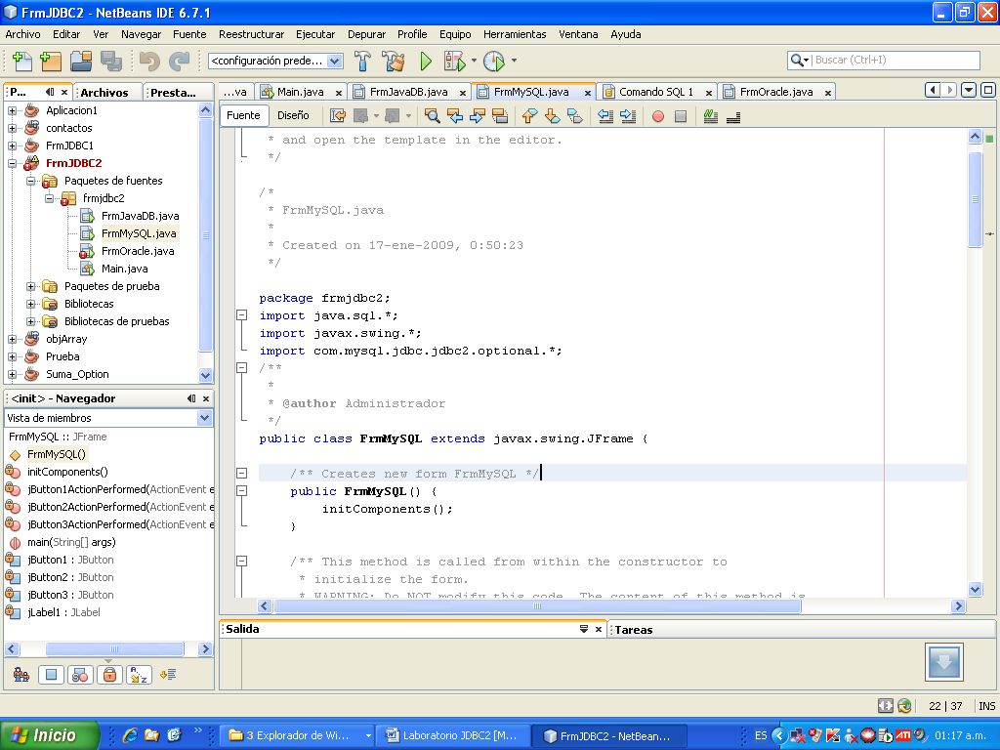 FrmJDBC2 - NetBeans IDE 6.7.1
Archivo Editar Ver Navegar Fuente Reestructurar Ejecutar Depurar Profile Equipo Herramientas Ventana Ayuda
<configuración prede...
Buscar (Ctrl+I)
P... Archivos Presta...
...va Main.java FrmJavaDB.java FrmMySQL.java Comando SQL 1 FrmOracle.java
Fuente Diseño
Aplicacion1
contactos
FrmJDBC1
FrmJDBC2
Paquetes de fuentes
frmjdbc2
FrmJavaDB.java
FrmMySQL.java
FrmOracle.java
Main.java
Paquetes de prueba
Bibliotecas
Bibliotecas de pruebas
objArray
Prueba
Suma_Option
<init> - Navegador
Vista de miembros
FrmMySQL :: JFrame
FrmMySQL()
initComponents()
jButton1ActionPerformed(ActionEvent e
jButton2ActionPerformed(ActionEvent e
jButton3ActionPerformed(ActionEvent e
main(String[] args)
jButton1 : JButton
jButton2 : JButton
jButton3 : JButton
jLabel1 : JLabel
* and open the template in the editor.
*/
/*
* FrmMySQL.java
*
* Created on 17-ene-2009, 0:50:23
*/
package frmjdbc2;
import java.sql.*;
import javax.swing.*;
import com.mysql.jdbc.jdbc2.optional.*;
/**
*
* @author Administrador
*/
public class FrmMySQL extends javax.swing.JFrame {
/** Creates new form FrmMySQL */
public FrmMySQL() {
initComponents();
}
/** This method is called from within the constructor to
* initialize the form.
* WARNING: Do NOT modify this code. The content of this method is
Salida Tareas
22 | 37 INS
Inicio
3 Explorador de Wi...
Laboratorio JDBC2 [M...
FrmJDBC2 - NetBean...
ES
ATI
01:17 a.m.